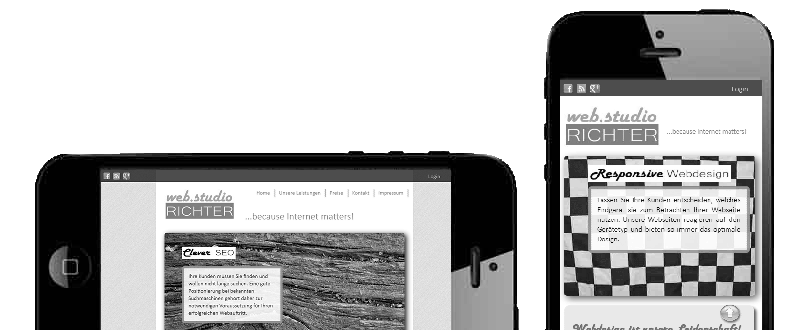 Login
web.studio
RICHTER
Home | Unsere Leistungen | Preise | Kontakt | Impressum |
...because Internet matters!
Clever SEO
Ihre Kunden müssen Sie finden und
wollen nicht lange suchen. Eine gute
Positionierung bei bekannten
Suchmaschinen gehört daher zur
notwendigen Voraussetzung für Ihren
erfolgreichen Webauftritt.
Login
web.studio
RICHTER
...because Internet matters!
Responsive Webdesign
Lassen Sie Ihre Kunden entscheiden, welches
Endgerät sie zum Betrachten Ihrer Webseite
nutzen. Unsere Webseiten reagieren auf den
Gerätetyp und bieten so immer das optimale
Design.
Webdesign ist unsere Leidenschaft!